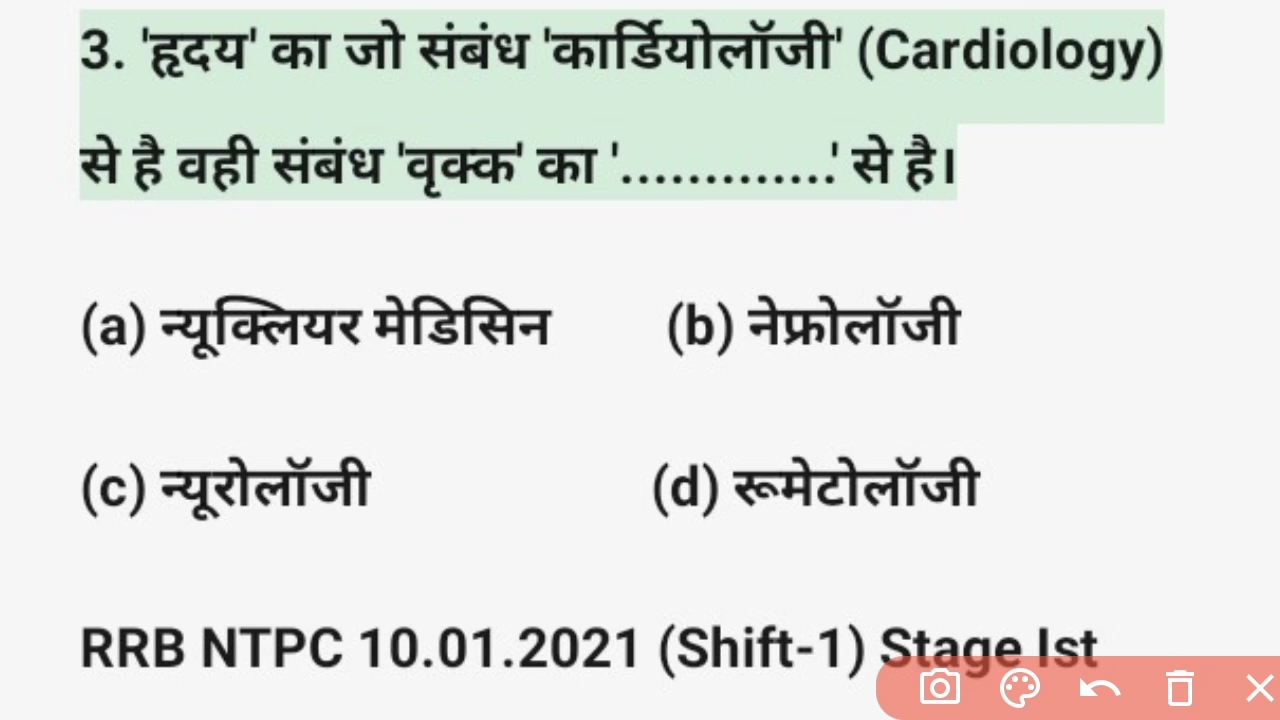 3. 'हृदय' का जो संबंध 'कार्डियोलॉजी' (Cardiology)
से है वही संबंध 'वृक्क' का '.............' से है।
(a) न्यूक्लियर मेडिसिन (b) नेफ्रोलॉजी
(c) न्यूरोलॉजी (d) रूमेटोलॉजी
RRB NTPC 10.01.2021 (Shift-1) Stage Ist